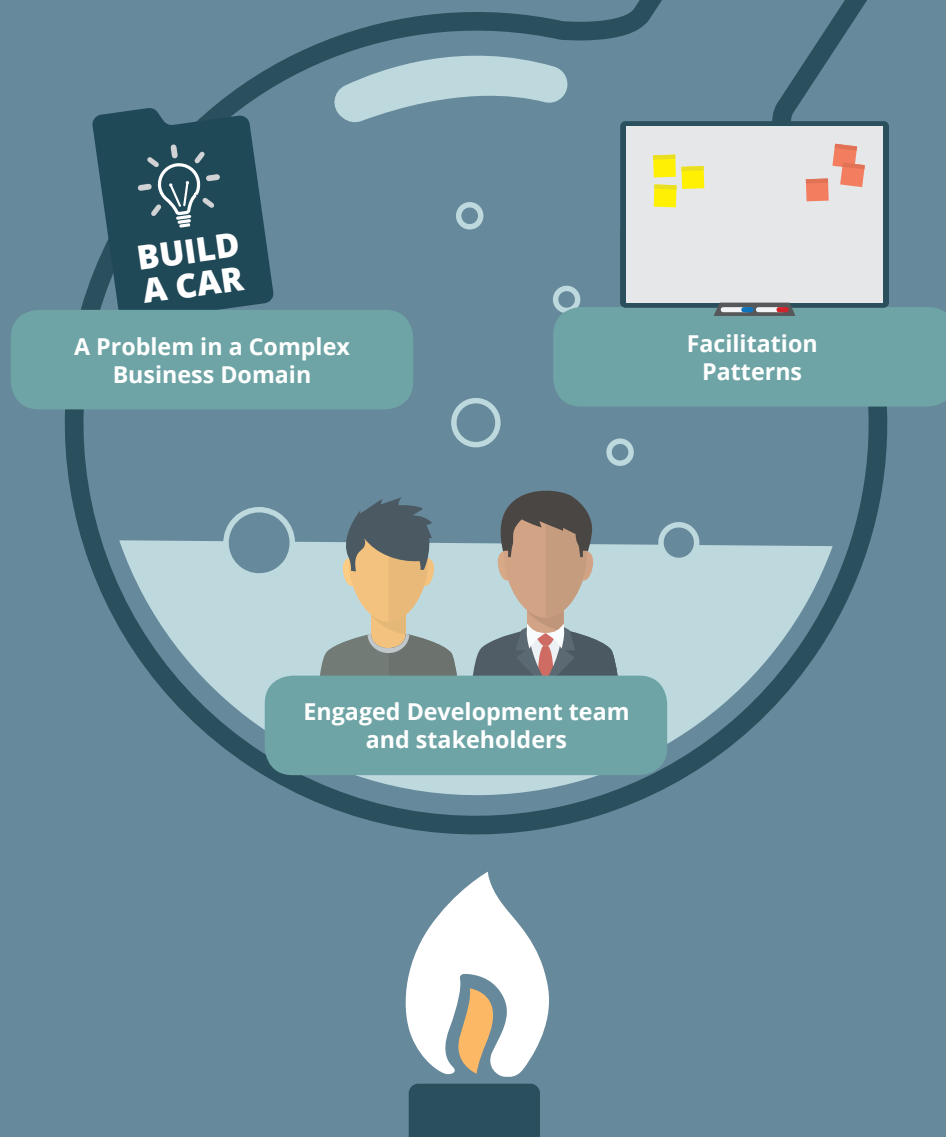 BUILD
A CAR
A Problem in a Complex
Business Domain
Facilitation
Patterns
Engaged Development team
and stakeholders